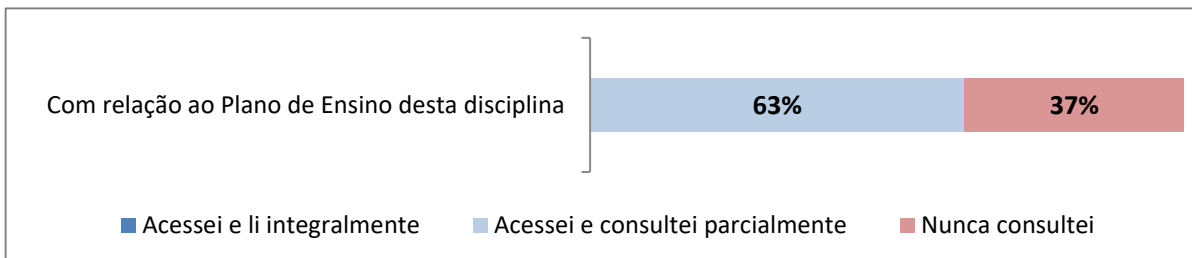 Com relação ao Plano de Ensino desta disciplina
63%
37%
Acessei e li integralmente
Acessei e consultei parcialmente
Nunca consultei